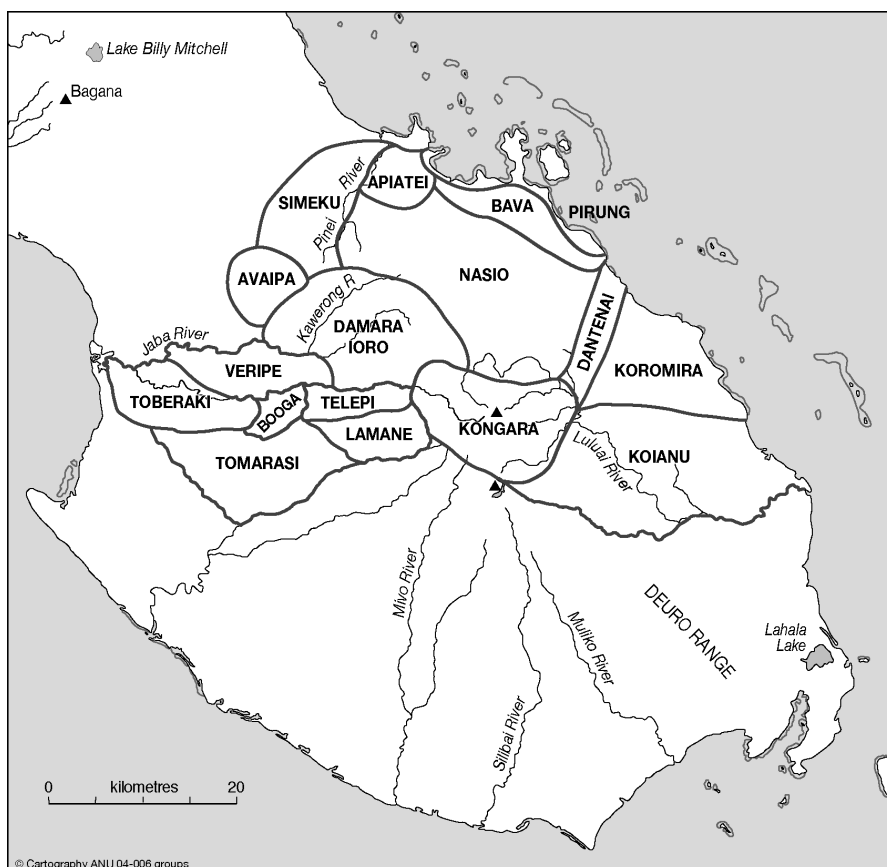 Lake Billy Mitchell
Bagana
Pinei River
APIATEI
SIMEKU
BAVA
PIRUNG
AVAIPA
NASIO
Kawerong R
DAMARA
IORO
DANTENAI
Jaba River
VERIPE
KOROMIRA
TOBERAKI
BOOGA
TELEPI
LAMANE
KONGARA
TOMARASI
Luluai River
KOIANU
Mivo River
Muliko River
DEURO RANGE
Lahala
Lake
Silibai River
kilometres
0 20
© Cartography ANU 04-006 groups